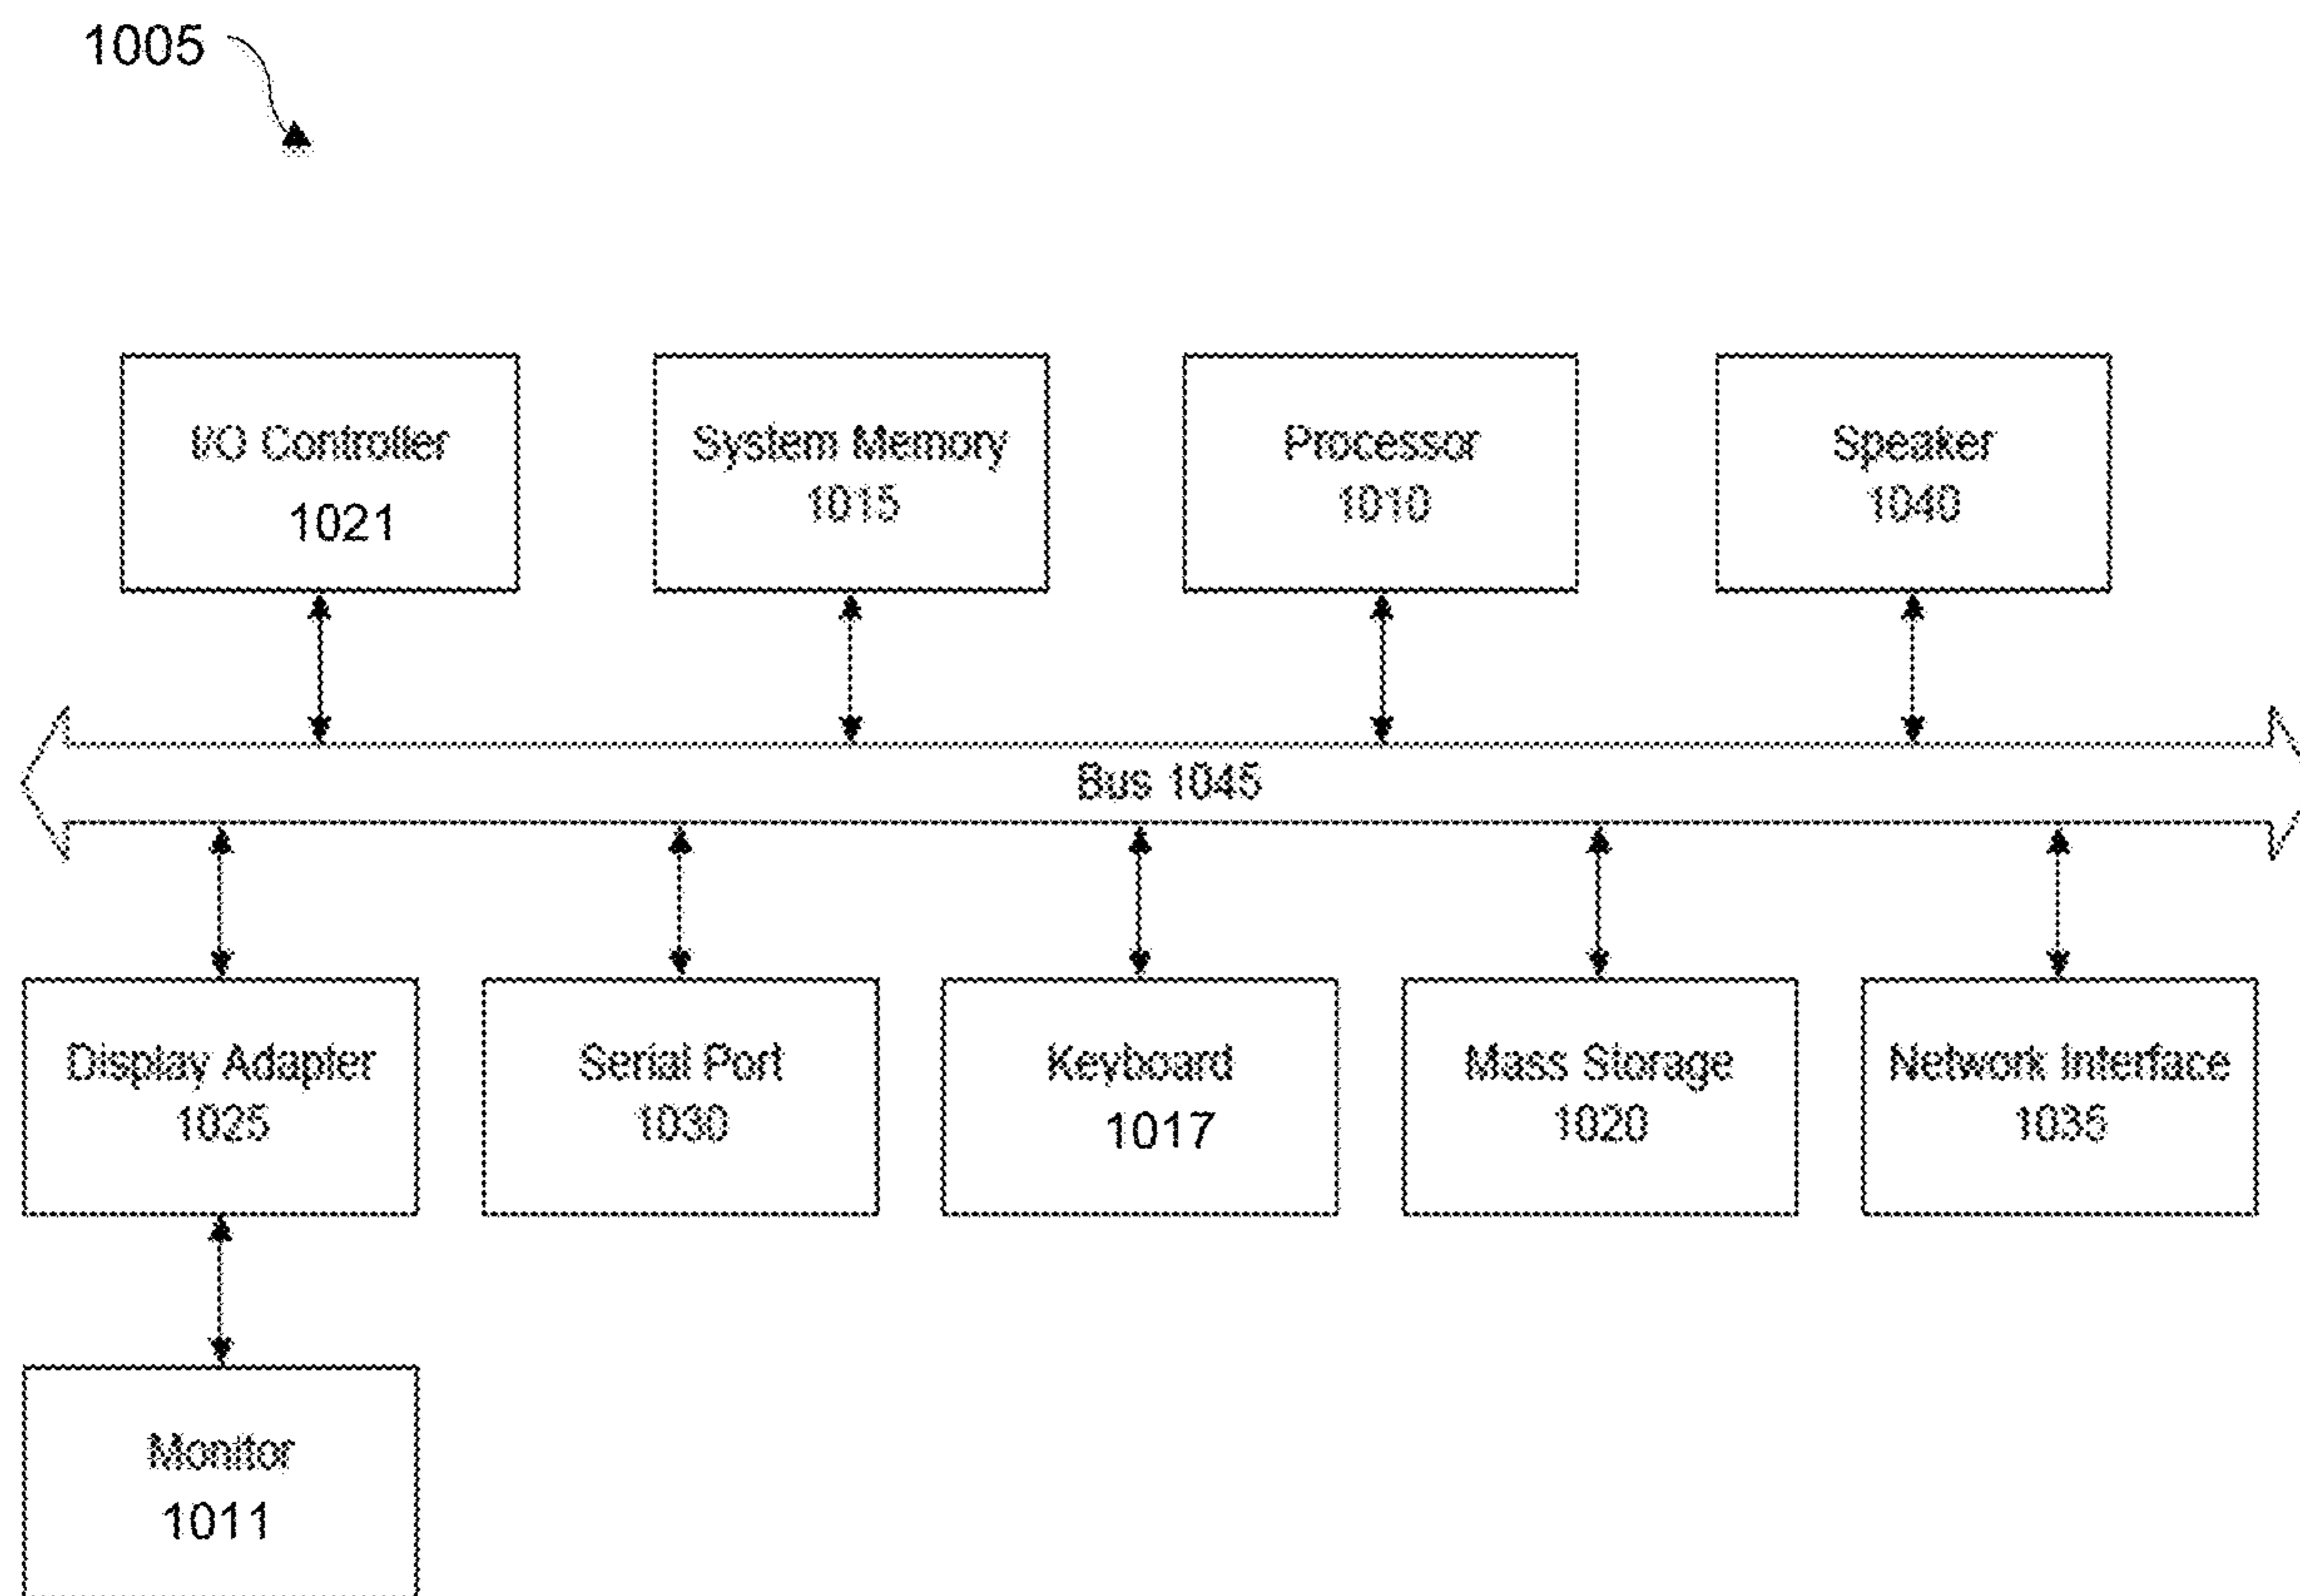 1005
I/O Controller
1021
System Memory
1015
Processor
1010
Speaker
1040
Bus 1045
Display Adapter
1025
Serial Port
1030
Keyboard
1017
Mass Storage
1020
Network Interface
1035
Monitor
1011